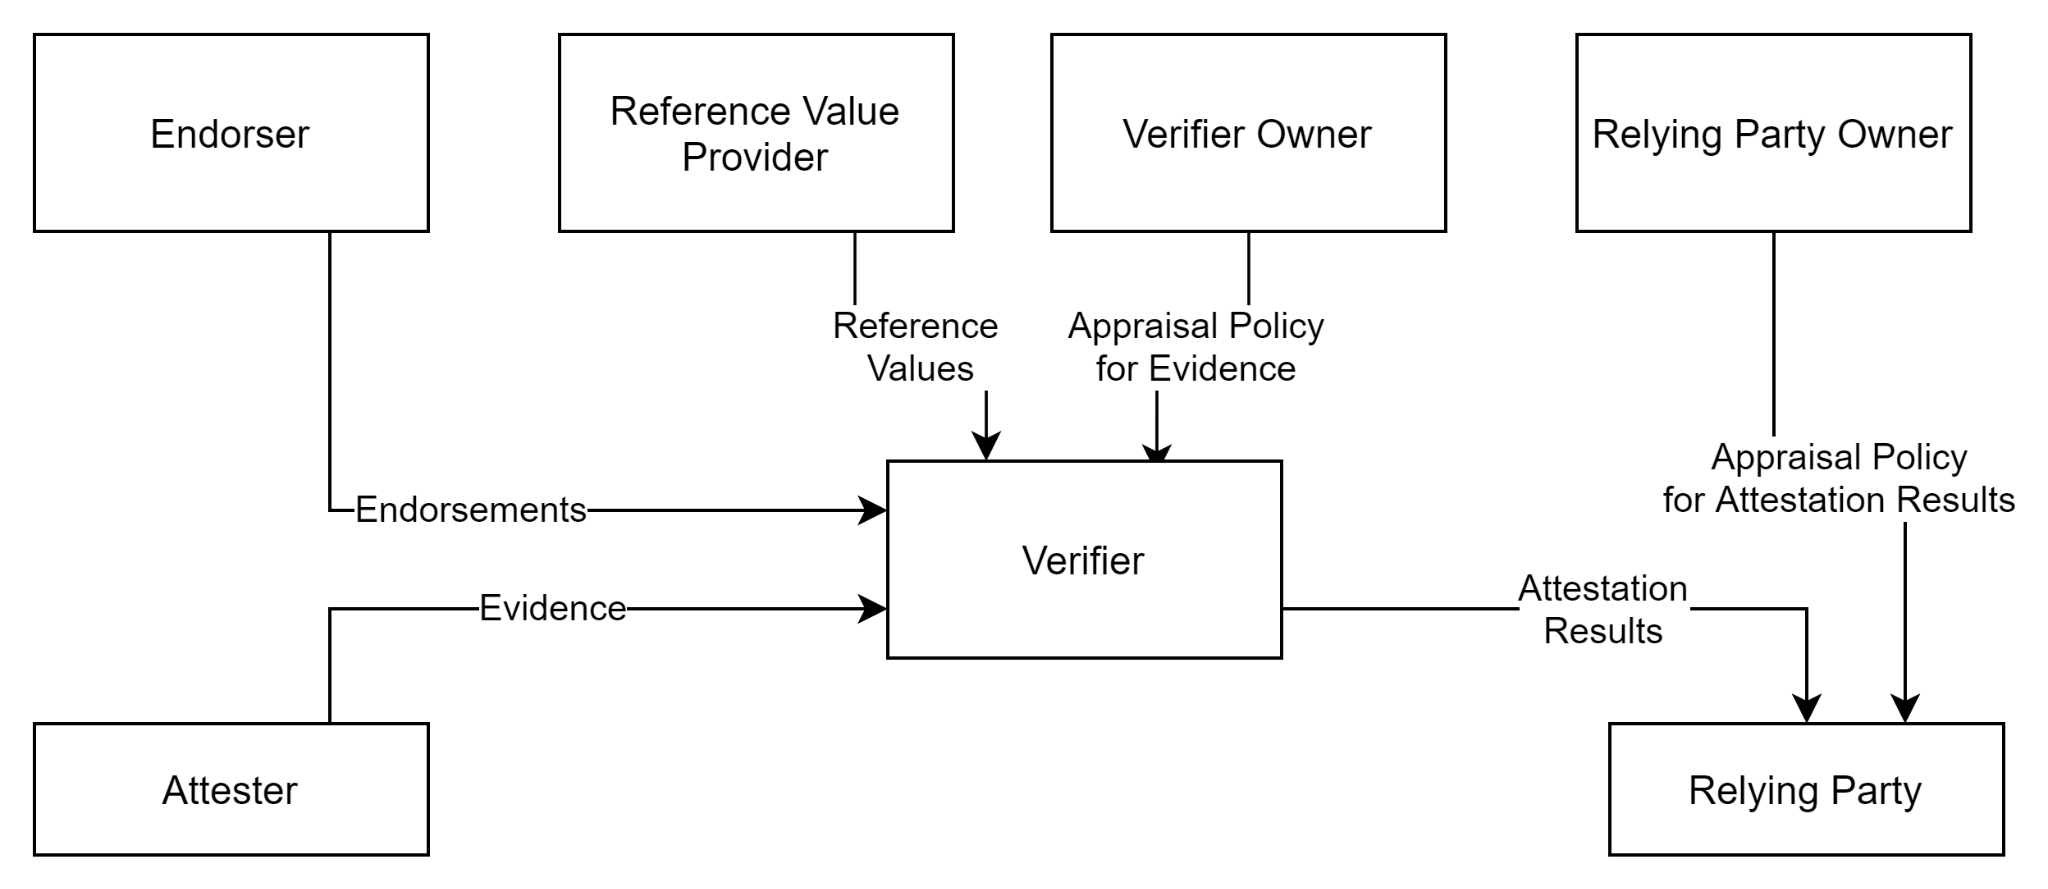 Endorser
Reference Value
Provider
Verifier Owner
Relying Party Owner
Reference
Values
Appraisal Policy
for Evidence
Appraisal Policy
for Attestation Results
Endorsements
Verifier
Evidence
Attestation
Results
Attester
Relying Party